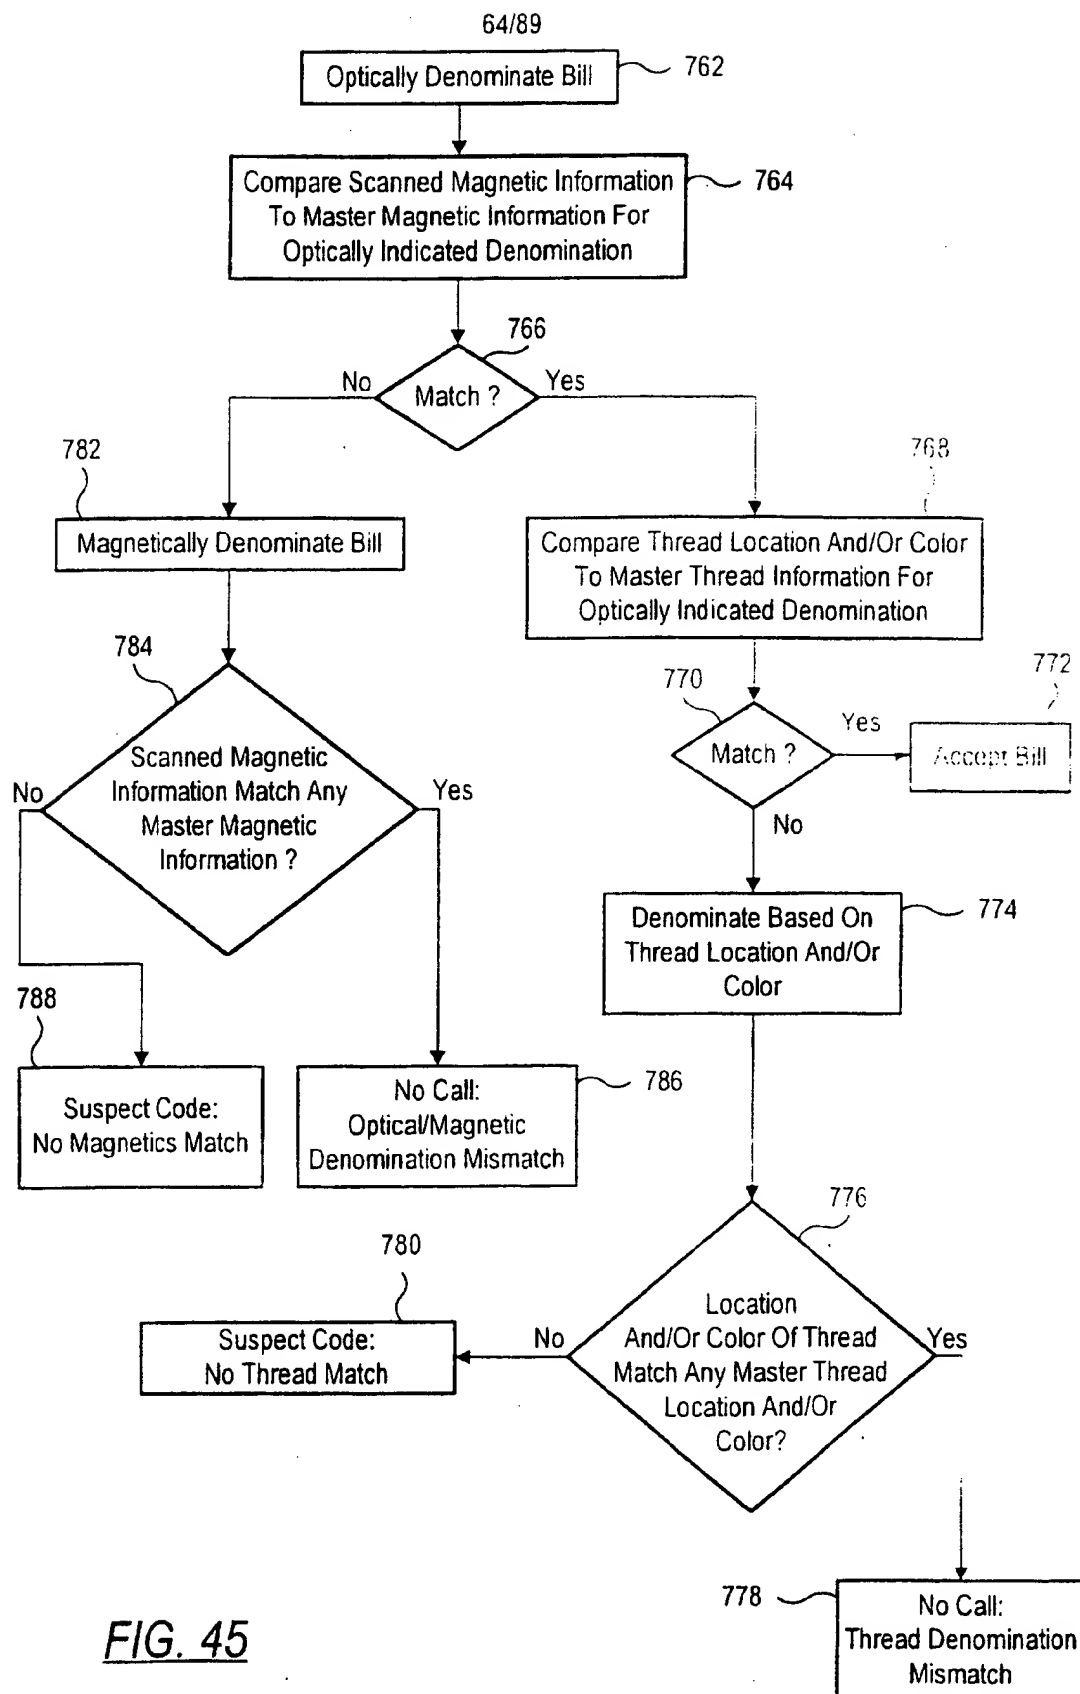 64/89
Optically Denominate Bill
762
Compare Scanned Magnetic Information
To Master Magnetic Information For
Optically Indicated Denomination
764
766
No
Match ?
Yes
782
768
Magnetically Denominate Bill
Compare Thread Location And/Or Color
To Master Thread Information For
Optically Indicated Denomination
784
770
772
Match ?
Yes
Accept Bill
No
Scanned Magnetic
Information Match Any
Master Magnetic
Information ?
No
Yes
Denominate Based On
Thread Location And/Or
Color
774
788
Suspect Code:
No Magnetics Match
No Call:
Optical/Magnetic
Denomination Mismatch
786
776
780
Suspect Code:
No Thread Match
No
Location
And/Or Color Of Thread
Match Any Master Thread
Location And/Or
Color?
Yes
778
No Call:
Thread Denomination
Mismatch
FIG. 45